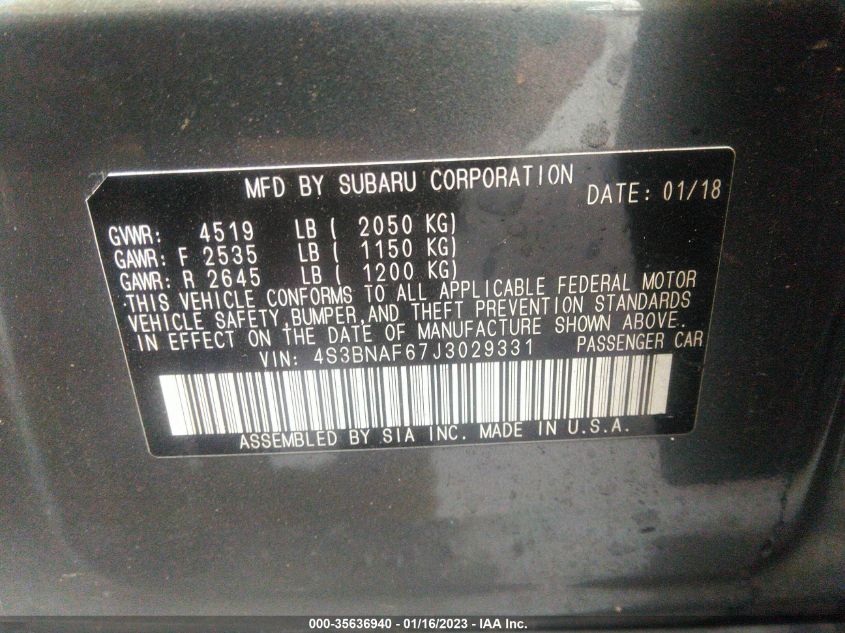 MFD BY SUBARU CORPORATION DATE: 01/18
GVWR: 4519 LB ( 2050 KG)
GAWR: F 2535 LB ( 1150 KG)
GAWR: R 2645 LB ( 1200 KG)
THIS VEHICLE CONFORMS TO ALL APPLICABLE FEDERAL MOTOR
VEHICLE SAFETY, BUMPER, AND THEFT PREVENTION STANDARDS
IN EFFECT ON THE DATE OF MANUFACTURE SHOWN ABOVE.
VIN: 4S3BNAF67J3029331 PASSENGER CAR
ASSEMBLED BY SIA INC. MADE IN U.S.A.
000-35636940 - 01/16/2023 - IAA Inc.